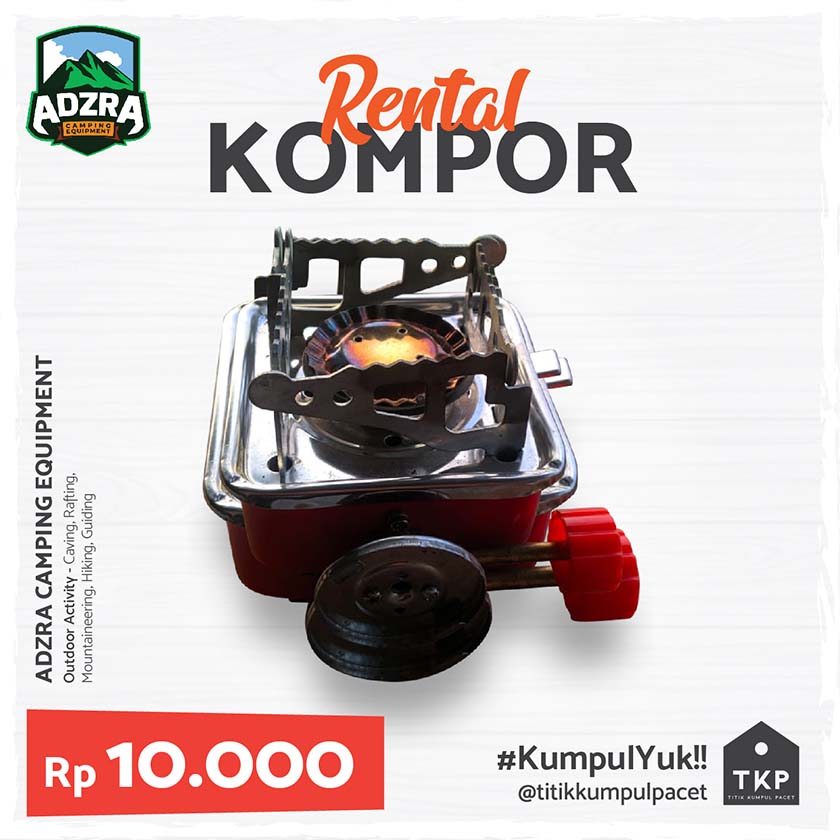 ADZRA
CAMPING
EQUIPMENT
Rental
KOMPOR
ADZRA CAMPING EQUIPMENT
Outdoor Activity - Caving, Rafting,
Mountaineering, Hiking, Guiding
Rp 10.000
#KumpulYuk!!
@titikkumpulpacet
TKP
TITIK KUMPUL PACET